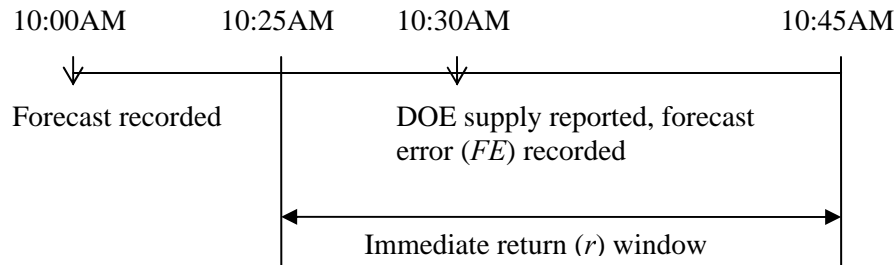 10:00AM 10:25AM 10:30AM 10:45AM
Forecast recorded
DOE supply reported, forecast
error (FE) recorded
Immediate return (r) window